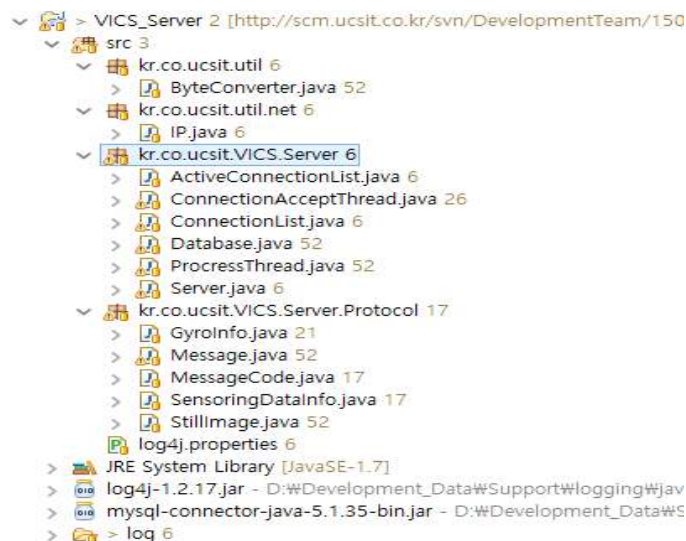 > VICS_Server 2 [http://scm.ucsit.co.kr/svn/DevelopmentTeam/150
src 3
kr.co.ucsit.util 6
ByteConverter.java 52
kr.co.ucsit.util.net 6
IP.java 6
kr.co.ucsit.VICS.Server 6
ActiveConnectionList.java 6
ConnectionAcceptThread.java 26
ConnectionList.java 6
Database.java 52
ProcressThread.java 52
Server.java 6
kr.co.ucsit.VICS.Server.Protocol 17
GyroInfo.java 21
Message.java 52
MessageCode.java 17
SensoringDataInfo.java 17
StillImage.java 52
log4j.properties 6
JRE System Library [JavaSE-1.7]
log4j-1.2.17.jar - D:₩Development_Data₩Support₩logging₩jav
mysql-connector-java-5.1.35-bin.jar - D:₩Development_Data₩S
> log 6